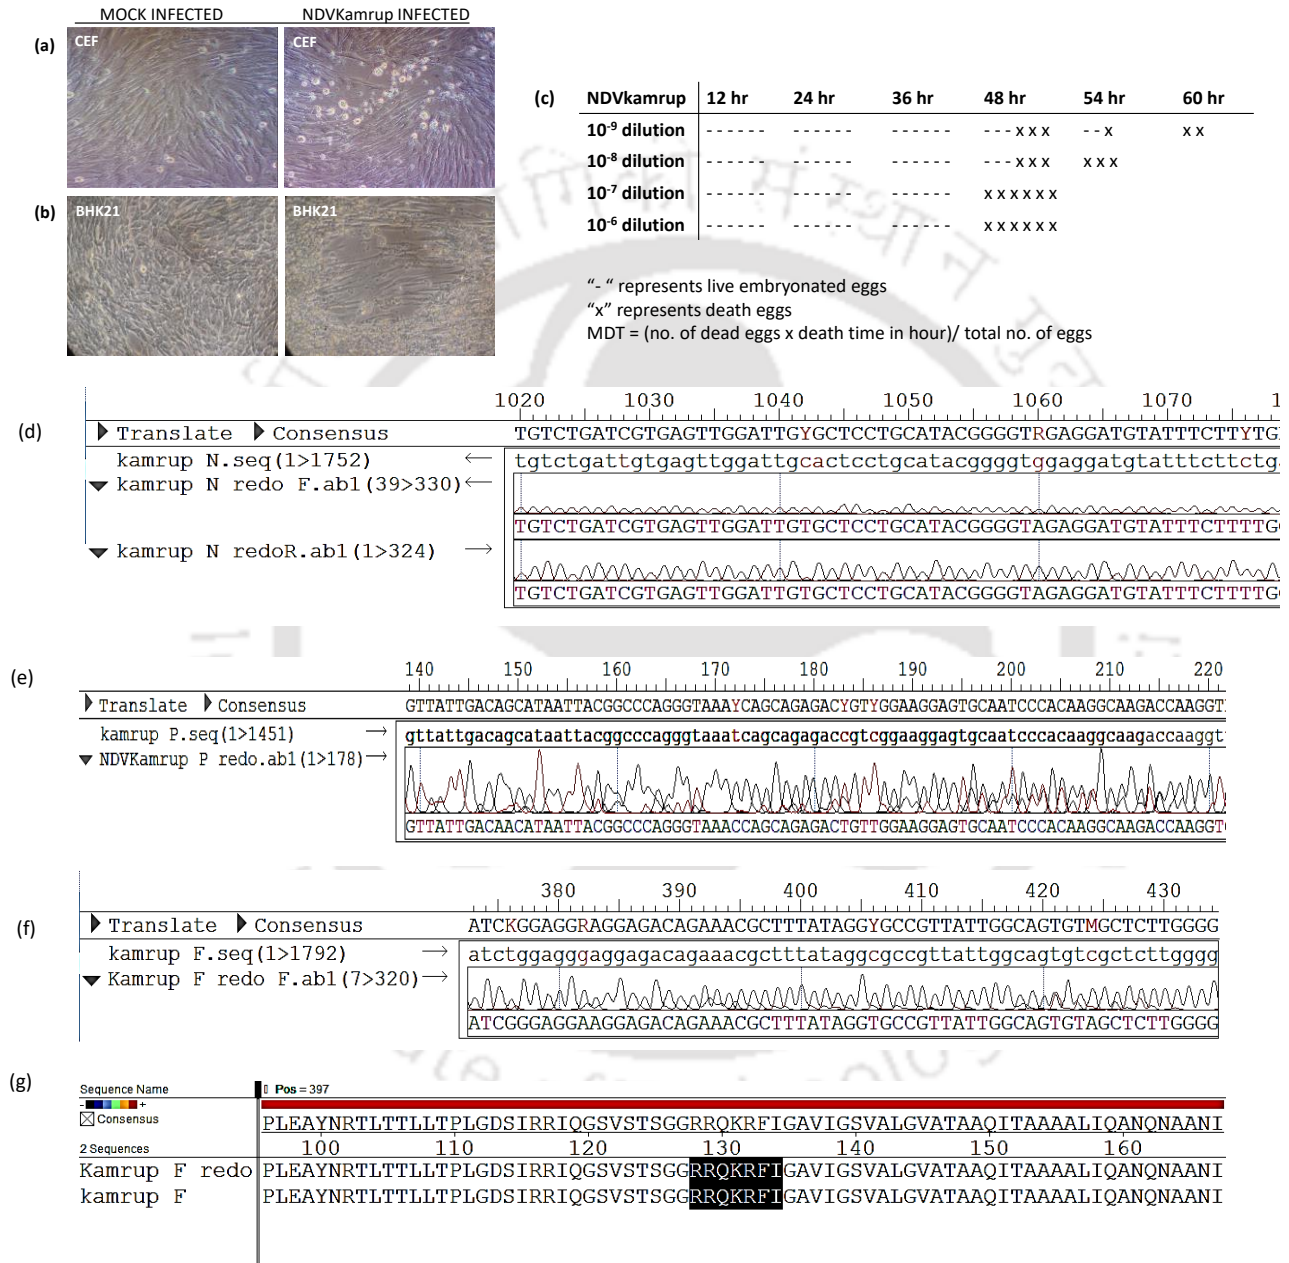 MOCK INFECTED NDVKamrup INFECTED
(a) CEF CEF
(b) BHK21 BHK21
(c) NDVkamrup 12 hr 24 hr 36 hr 48 hr 54 hr 60 hr
10-9 dilution - - - - - - - - - - - - - - - - - - - - - x x x - - x x x
10-8 dilution - - - - - - - - - - - - - - - - - - - - - x x x x x x
10-7 dilution - - - - - - - - - - - - - - - - - - x x x x x x
10-6 dilution - - - - - - - - - - - - - - - - - - x x x x x x
“- “ represents live embryonated eggs
“x” represents death eggs
MDT = (no. of dead eggs x death time in hour)/ total no. of eggs
(d) 1020 1030 1040 1050 1060 1070 1
Translate Consensus TGTCTGATCGTGAGTTGGATTGYGCTCCTGCATACGGGGTRGAGGATGTATTTCTTYTG
kamrup N.seq(1>1752) ← tgtctgattgtgagttggattgcactcctgcatacggggtggaggatgtatttcttctg
kamrup N redo F.ab1(39>330) ←
TGTCTGATCGTGAGTTGGATTGTGCTCCTGCATACGGGGTAGAGGATGTATTTCTTTTG
kamrup N redoR.ab1(1>324) →
TGTCTGATCGTGAGTTGGATTGTGCTCCTGCATACGGGGTAGAGGATGTATTTCTTTTG
(e) 140 150 160 170 180 190 200 210 220
Translate Consensus GTTATTGACAGCATAATTACGGCCCAGGGTAAAYCAGCAGAGACYGTYGGAAGGAGTGCAATCCCACAAGGCAAGACCAAGGT
kamrup P.seq(1>1451) → gttattgacagcataattacggcccagggtaaatcagcagagaccgtcggaaggagtgcaatcccacaaggcaagaccaaggt
NDVKamrup P redo.ab1(1>178) →
GTTATTGACAACATAATTACGGCCCAGGGTAAACCAGCAGAGACTGTTGGAAGGAGTGCAATCCCACAAGGCAAGACCAAGGT
(f) 380 390 400 410 420 430
Translate Consensus ATCKGGAGGRAGGAGACAGAAACGCTTTATAGGYGCCGTTATTGGCAGTGTMGCTCTTGGGG
kamrup F.seq(1>1792) → atctggagggaggagacagaaacgctttataggcgccgttattggcagtgtcgctcttgggg
Kamrup F redo F.ab1(7>320) →
ATCGGGAGGAAGGAGACAGAAACGCTTTATAGGTGCCGTTATTGGCAGTGTAGCTCTTGGGG
(g) Sequence Name Pos = 397
- +
Consensus PLEAYNRTLTTLLTPLGDSIRRIQGSVSTSGGRRQKRFIGAVIGSVALGVATAAQITAAAALIQANQNAANI
2 Sequences 100 110 120 130 140 150 160
Kamrup F redo PLEAYNRTLTTLLTPLGDSIRRIQGSVSTSGGRRQKRFIGAVIGSVALGVATAAQITAAAALIQANQNAANI
kamrup F PLEAYNRTLTTLLTPLGDSIRRIQGSVSTSGGRRQKRFIGAVIGSVALGVATAAQITAAAALIQANQNAANI